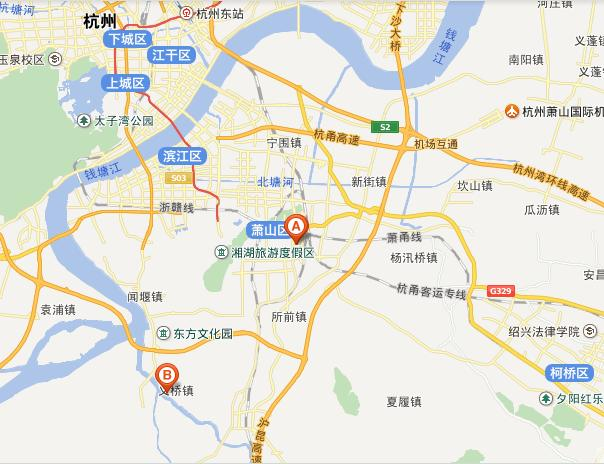 杭塘河
杭州
杭州东站
下沙大桥
河庄镇
下城区
江干区
钱塘江
义蓬
玉泉校区
南阳镇
义蓬镇
上城区
太子湾公园
S2
杭州萧山国际机
宁围镇
杭甬高速
机场互通
滨江区
钱塘江
S03
北塘河
新街镇
坎山镇
杭州湾环线高速
浙赣线
瓜沥镇
萧山区
A
萧甬线
湘湖旅游度假区
杨汛桥镇
安昌
闻堰镇
杭甬客运专线
G329
袁浦镇
所前镇
东方文化园
绍兴法律学院
B
义桥镇
柯桥区
夏履镇
夕阳红乐
沪昆高速